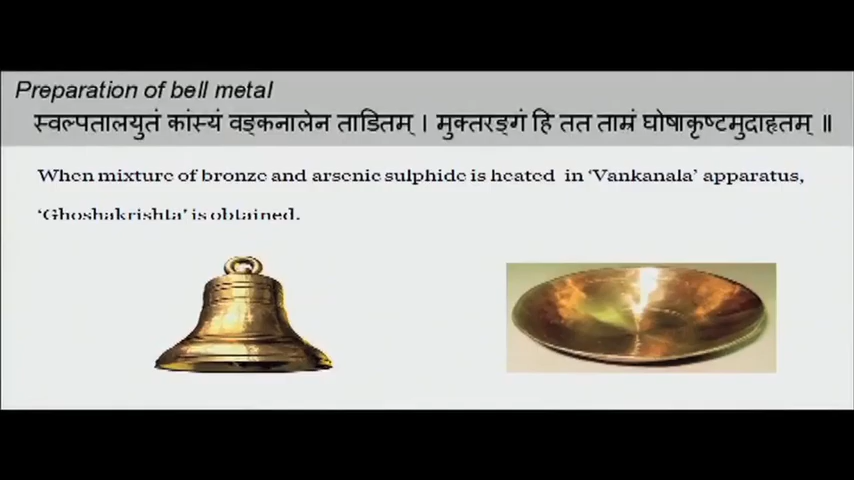 Preparation of bell metal
स्वल्पतालयुतं कांस्यं वङ्कनालेन ताडितम् । मुक्तरङ्गं हि तत ताम्रं घोषाकृष्टमुदाहृतम् ॥
When mixture of bronze and arsenic sulphide is heated in ‘Vankanala’ apparatus,
‘Ghoshakrishta’ is obtained.